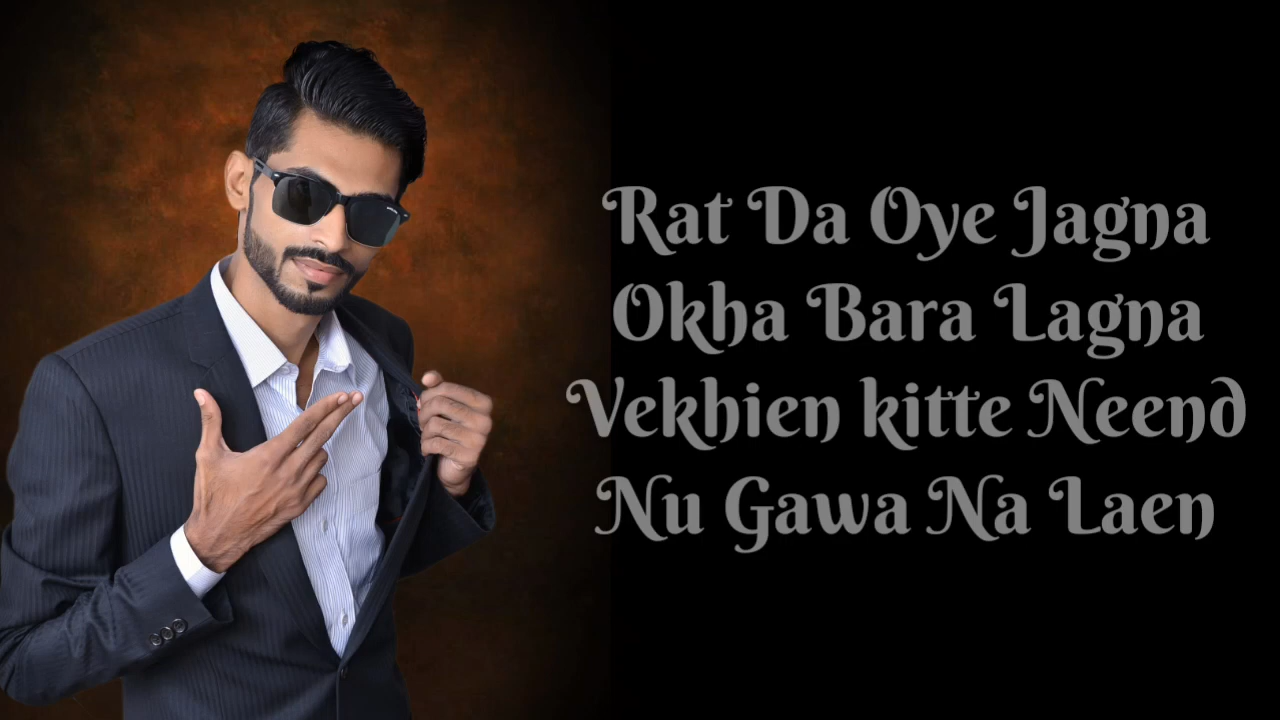 Rat Da Oye Jagna
Okha Bara Lagna
Vekhien kitte Neend
Nu Gawa Na Laen